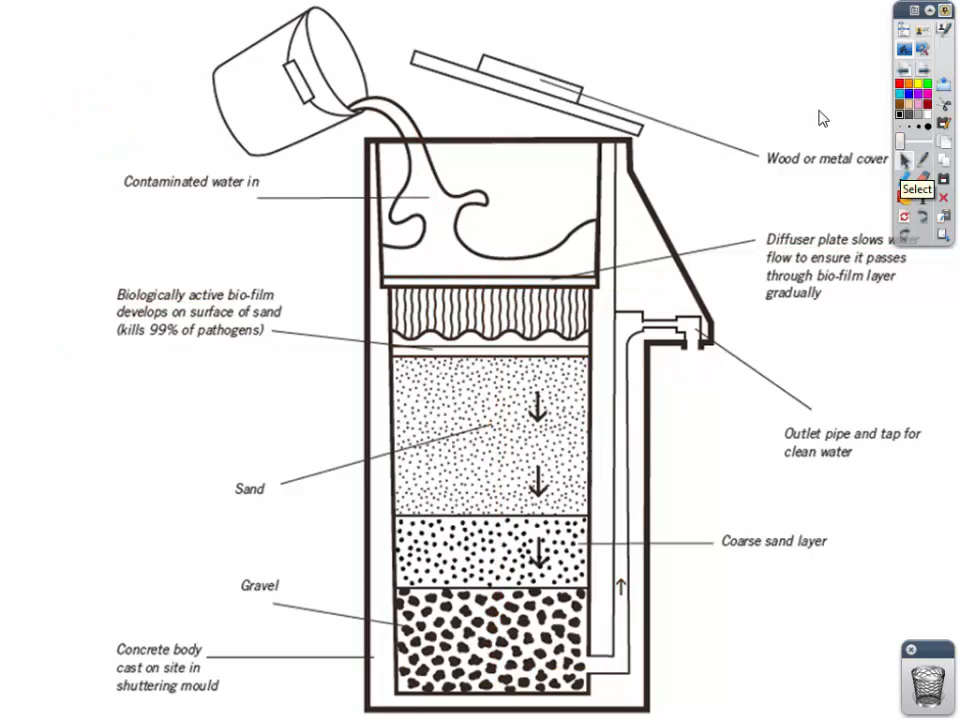 Wood or metal cover
Select
Contaminated water in
Diffuser plate slows
flow to ensure it passes
through bio-film layer
gradually
Biologically active bio-film
develops on surface of sand
(kills 99% of pathogens)
Outlet pipe and tap for
clean water
Sand
Coarse sand layer
Gravel
Concrete body
cast on site in
shuttering mould